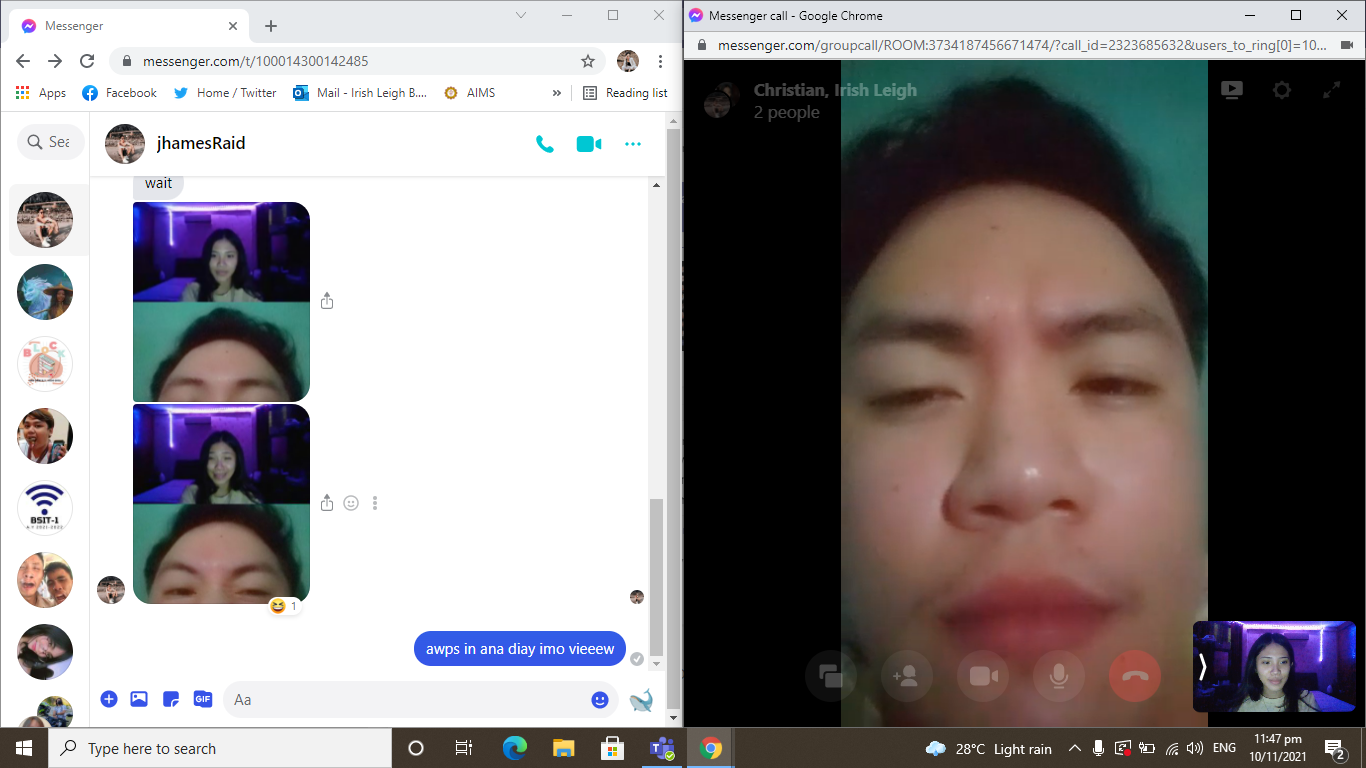 Messenger
messenger.com/t/100014300142485
Apps
Facebook
Home / Twitter
Mail - Irish Leigh B....
AIMS
»
Reading list
Sea
jhamesRaid
wait
BLOCK
BSIT-1
1
awps in ana diay imo vieeew
GIF
Aa
Messenger call - Google Chrome
messenger.com/groupcall/ROOM:3734187456671474/?call_id=2323685632&users_to_ring[0]=10...
Christian, Irish Leigh
2 people
Type here to search
28°C Light rain
ENG
11:47 pm
10/11/2021
2